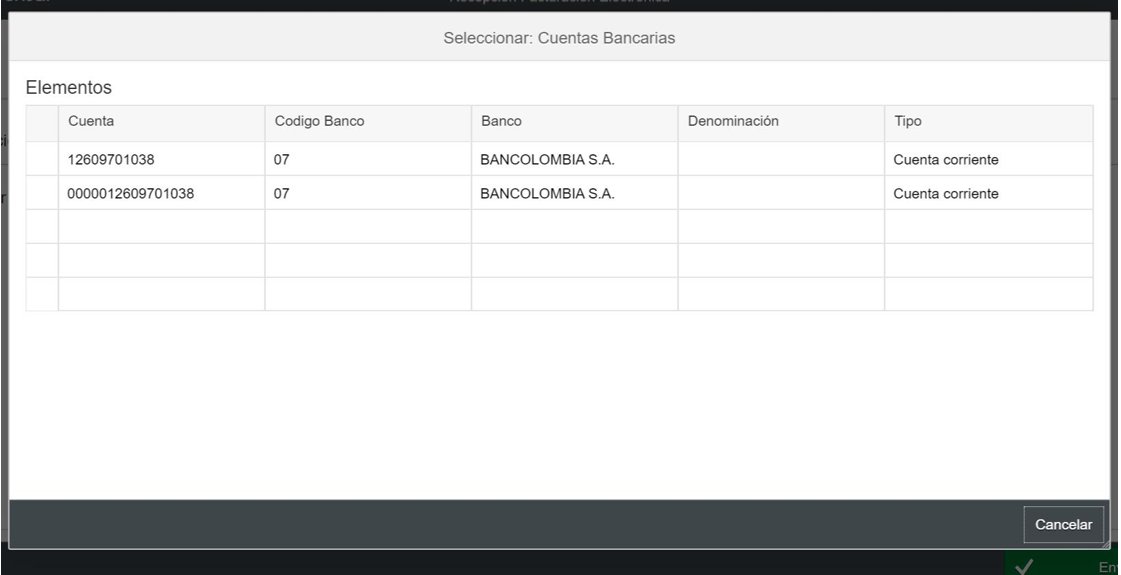 Seleccionar: Cuentas Bancarias
Elementos
Cuenta Codigo Banco Banco Denominación Tipo
12609701038 07 BANCOLOMBIA S.A. Cuenta corriente
0000012609701038 07 BANCOLOMBIA S.A. Cuenta corriente
Cancelar